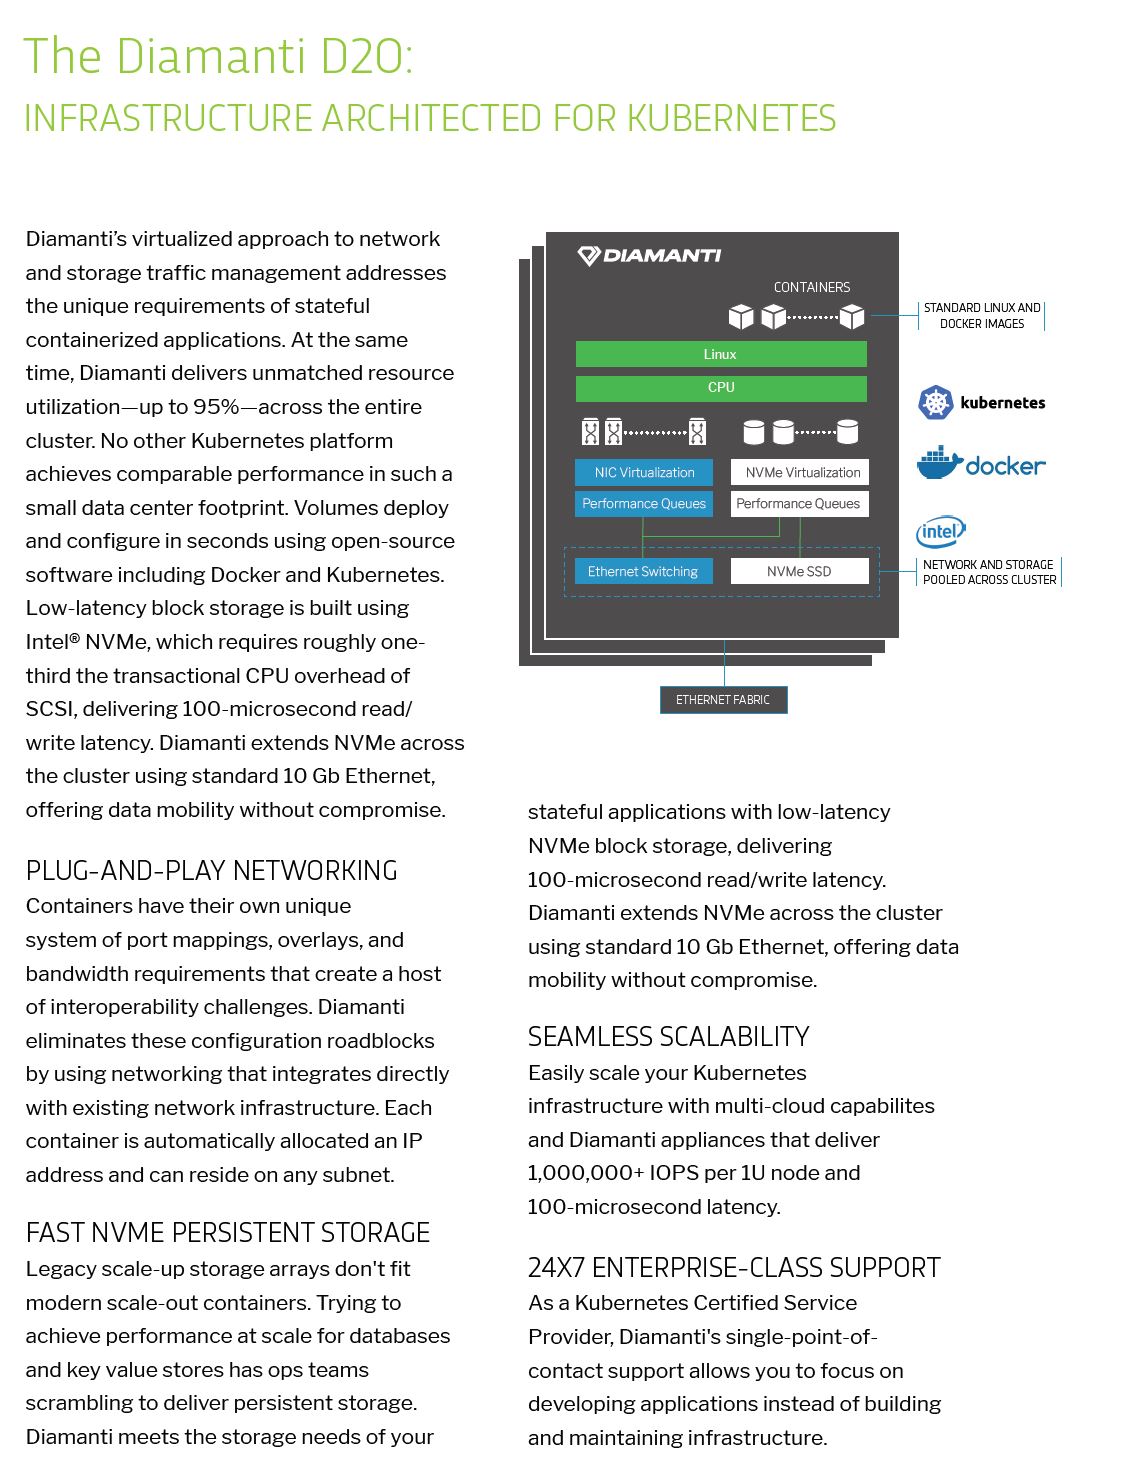 The Diamanti D20:
INFRASTRUCTURE ARCHITECTED FOR KUBERNETES
Diamanti’s virtualized approach to network
and storage traffic management addresses
the unique requirements of stateful
containerized applications. At the same
time, Diamanti delivers unmatched resource
utilization—up to 95%—across the entire
cluster. No other Kubernetes platform
achieves comparable performance in such a
small data center footprint. Volumes deploy
and configure in seconds using open-source
software including Docker and Kubernetes.
Low-latency block storage is built using
Intel® NVMe, which requires roughly one-
third the transactional CPU overhead of
SCSI, delivering 100-microsecond read/
write latency. Diamanti extends NVMe across
the cluster using standard 10 Gb Ethernet,
offering data mobility without compromise.
PLUG-AND-PLAY NETWORKING
Containers have their own unique
system of port mappings, overlays, and
bandwidth requirements that create a host
of interoperability challenges. Diamanti
eliminates these configuration roadblocks
by using networking that integrates directly
with existing network infrastructure. Each
container is automatically allocated an IP
address and can reside on any subnet.
FAST NVME PERSISTENT STORAGE
Legacy scale-up storage arrays don't fit
modern scale-out containers. Trying to
achieve performance at scale for databases
and key value stores has ops teams
scrambling to deliver persistent storage.
Diamanti meets the storage needs of your
DIAMANTI
CONTAINERS
STANDARD LINUX AND
DOCKER IMAGES
Linux
CPU
kubernetes
docker
NIC Virtualization
NVMe Virtualization
Performance Queues
Performance Queues
intel
Ethernet Switching
NVMe SSD
NETWORK AND STORAGE
POOLED ACROSS CLUSTER
ETHERNET FABRIC
stateful applications with low-latency
NVMe block storage, delivering
100-microsecond read/write latency.
Diamanti extends NVMe across the cluster
using standard 10 Gb Ethernet, offering data
mobility without compromise.
SEAMLESS SCALABILITY
Easily scale your Kubernetes
infrastructure with multi-cloud capabilites
and Diamanti appliances that deliver
1,000,000+ IOPS per 1U node and
100-microsecond latency.
24X7 ENTERPRISE-CLASS SUPPORT
As a Kubernetes Certified Service
Provider, Diamanti's single-point-of-
contact support allows you to focus on
developing applications instead of building
and maintaining infrastructure.